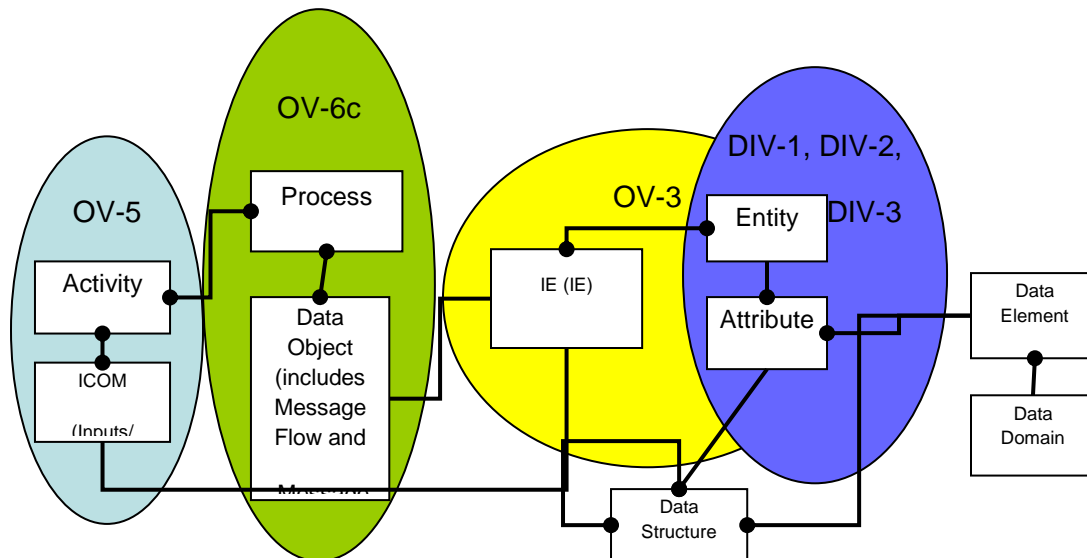 OV-5
Activity
ICOM
(Inputs/
OV-6c
Process
Data
Object
(includes
Message
Flow and
OV-3
IE (IE)
DIV-1, DIV-2,
DIV-3
Entity
Attribute
Data
Structure
Data
Element
Data
Domain